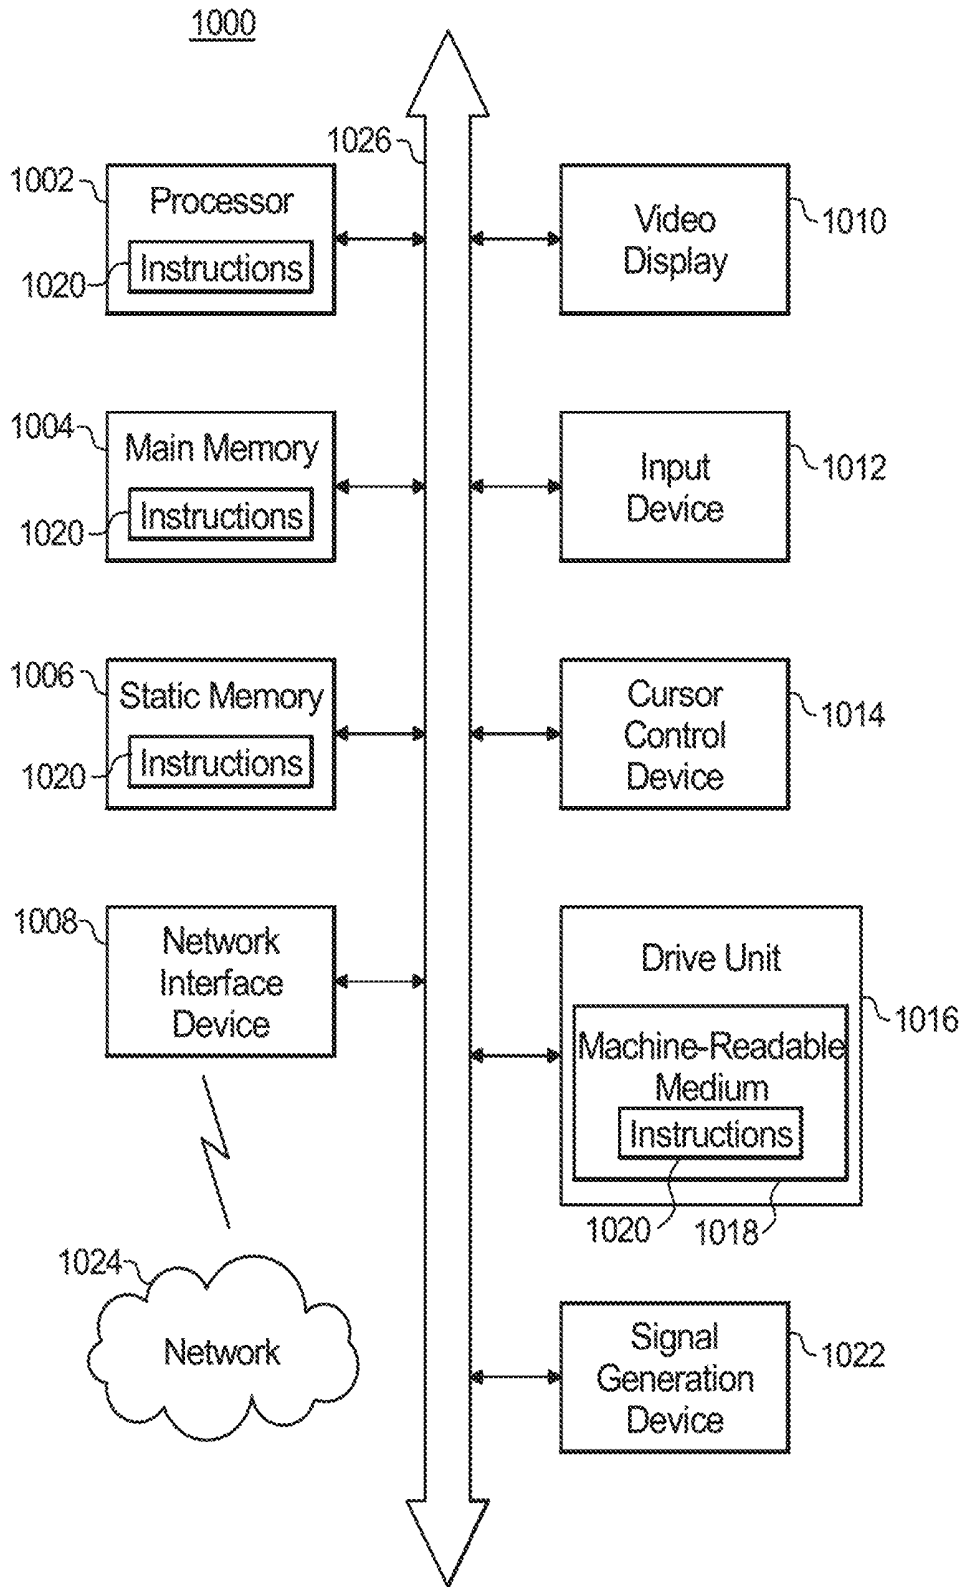 1000
1026
1002
Processor
1020
Instructions
Video
Display
1010
1004
Main Memory
1020
Instructions
Input
Device
1012
1006
Static Memory
1020
Instructions
Cursor
Control
Device
1014
1008
Network
Interface
Device
Drive Unit
1016
Machine-Readable
Medium
Instructions
1020
1018
1024
Network
Signal
Generation
Device
1022